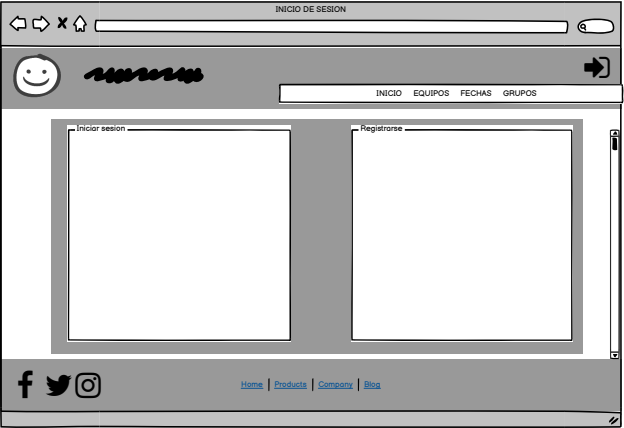 INICIO DE SESION
INICIO EQUIPOS FECHAS GRUPOS
Iniciar sesion
Registrarse
Home | Products | Company | Blog